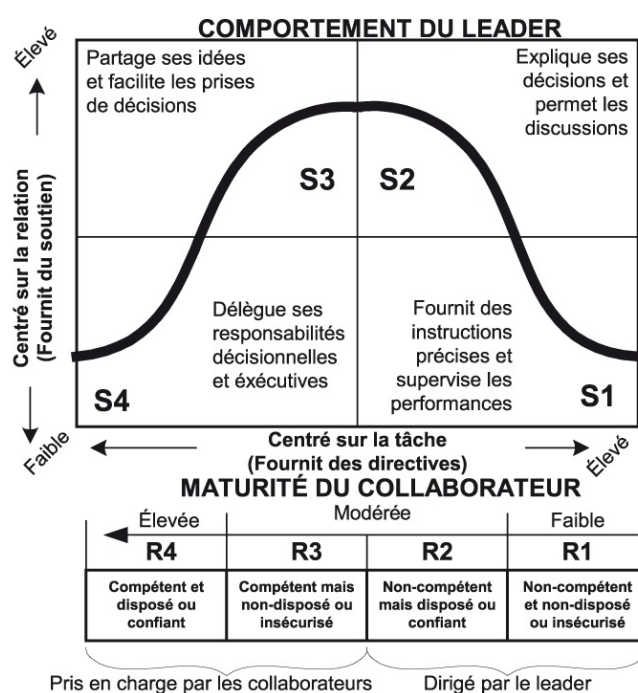 COMPORTEMENT DU LEADER
Élevé
Partage ses idées
et facilite les prises
de décisions
Explique ses
décisions et
permet les
discussions
S3
S2
Centré sur la relation
(Fournit du soutien)
Délègue ses
responsabilités
décisionnelles
et éxécutives
Fournit des
instructions
précises et
supervise les
performances
S4
S1
Faible
Centré sur la tâche
(Fournit des directives)
Élevé
MATURITÉ DU COLLABORATEUR
Élevée
Modérée
Faible
R4
R3
R2
R1
Compétent et
disposé ou
confiant
Compétent mais
non-disposé ou
insécurisé
Non-compétent
mais disposé ou
confiant
Non-compétent
et non-disposé
ou insécurisé
Pris en charge par les collaborateurs
Dirigé par le leader